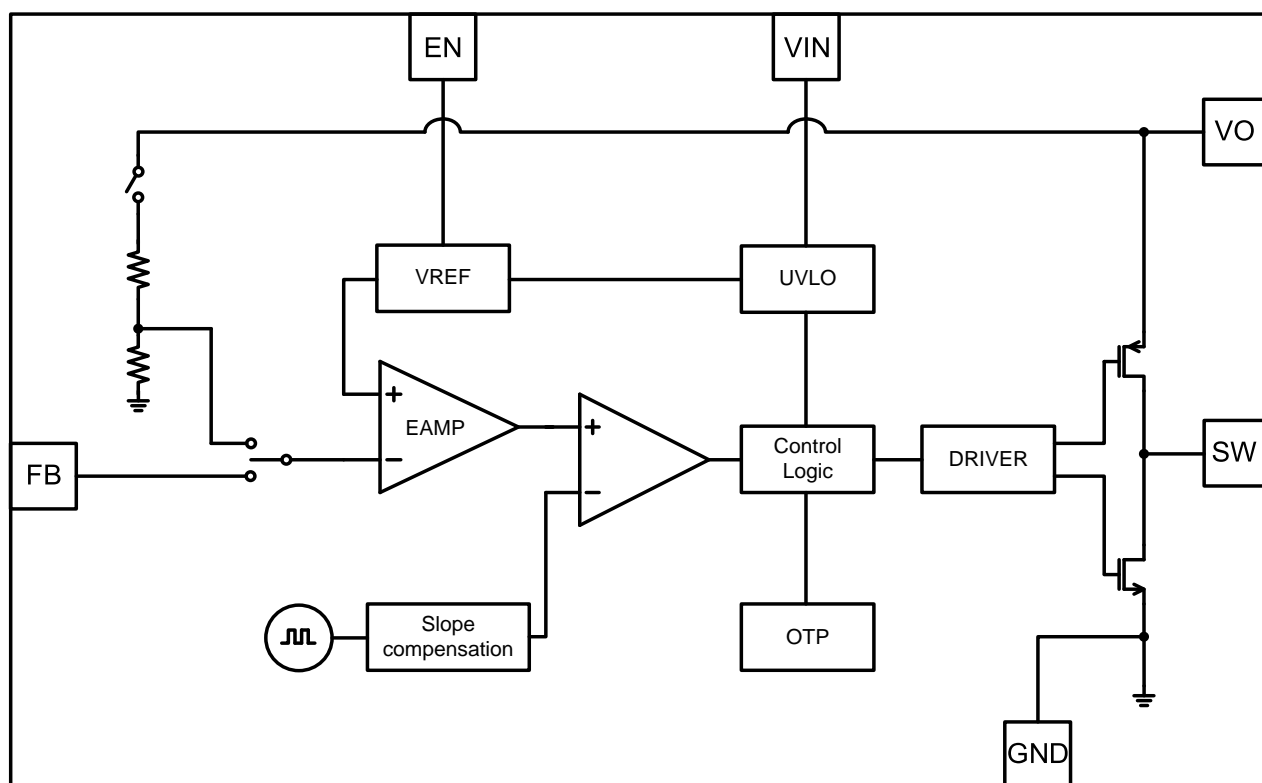 EN
VIN
VO
VREF
UVLO
+
EAMP
−
+
−
FB
Control
Logic
DRIVER
SW
Slope
compensation
OTP
GND